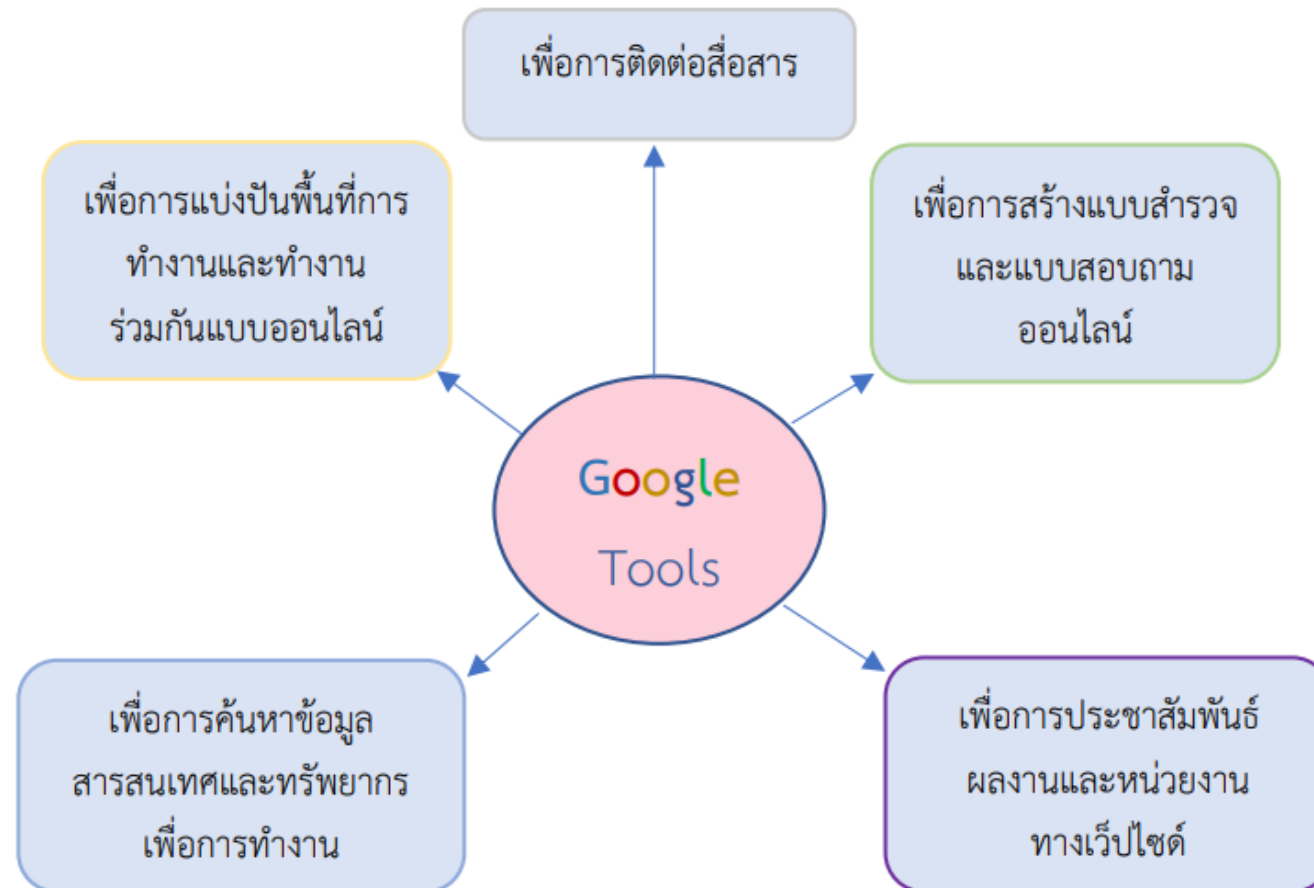 เพื่อการติดต่อสื่อสาร
เพื่อการแบ่งปันพื้นที่การ
ทำงานและทำงาน
ร่วมกันแบบออนไลน์
เพื่อการสร้างแบบสำรวจ
และแบบสอบถาม
ออนไลน์
Google
Tools
เพื่อการค้นหาข้อมูล
สารสนเทศและทรัพยากร
เพื่อการทำงาน
เพื่อการประชาสัมพันธ์
ผลงานและหน่วยงาน
ทางเว็ปไซด์